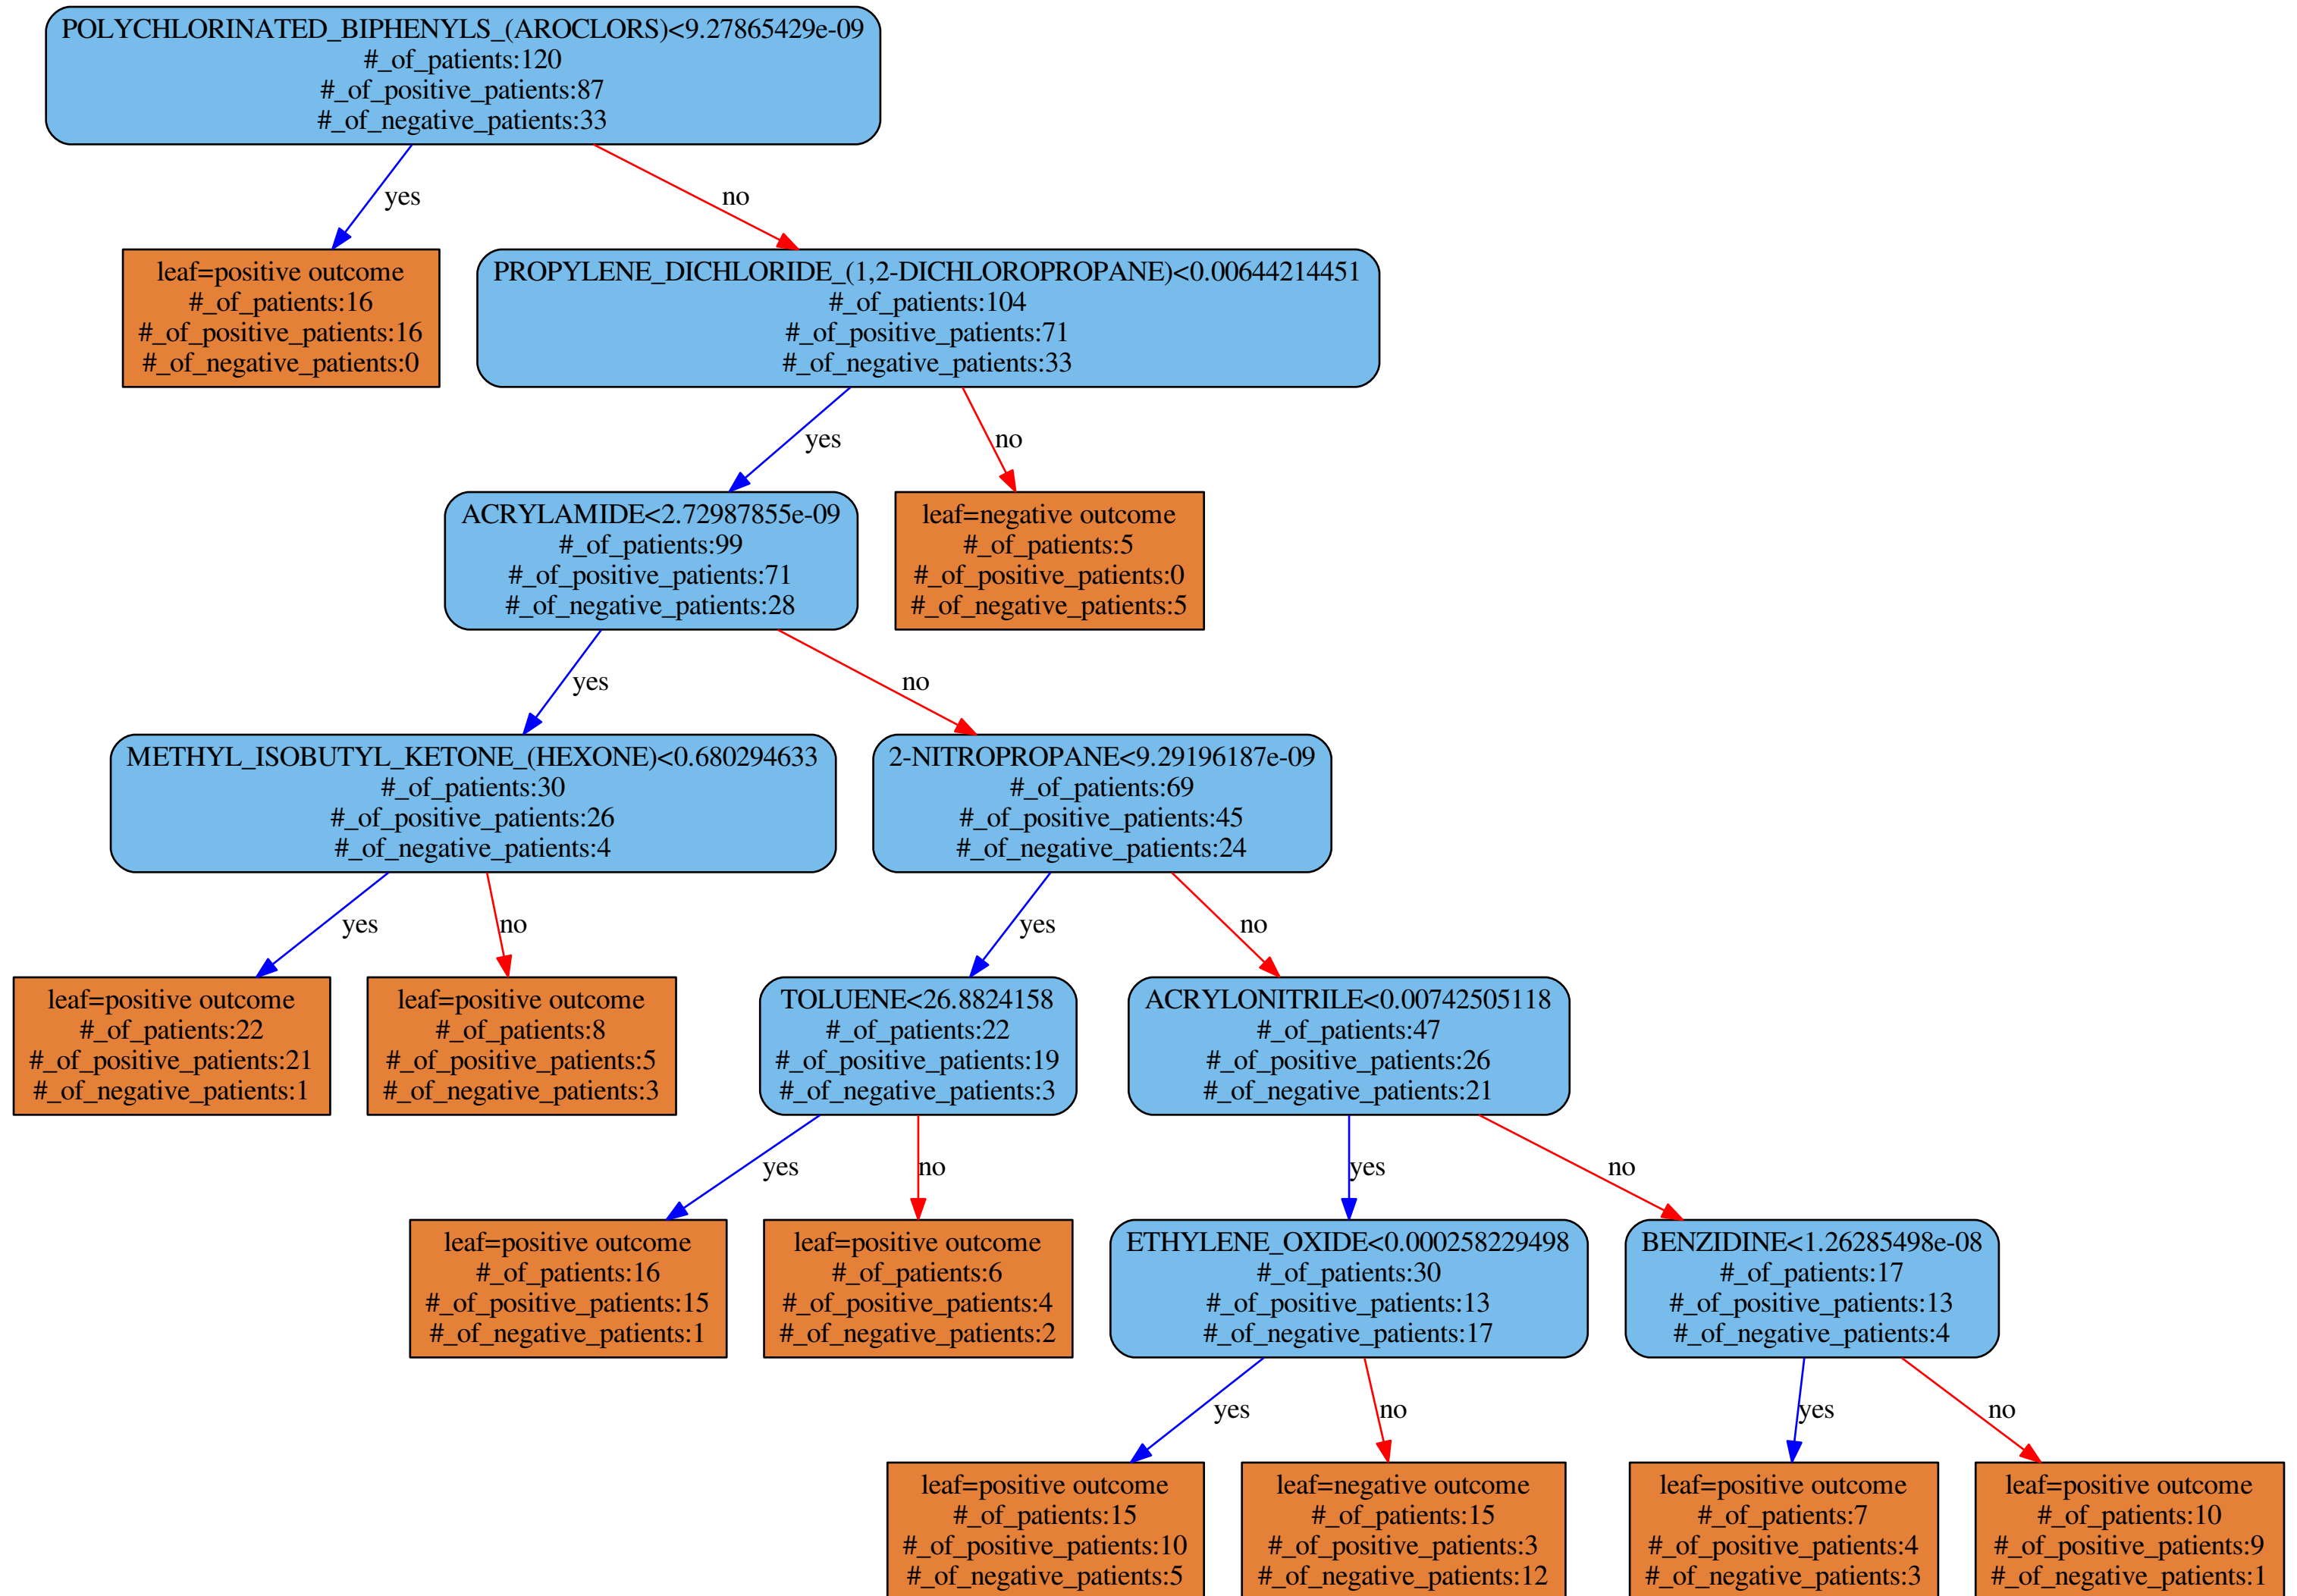 POLYCHLORINATED_BIPHENYLS_(AROCLORS)<9.27865429e-09
#_of_patients:120
#_of_positive_patients:87
#_of_negative_patients:33
yes
no
leaf=positive outcome
#_of_patients:16
#_of_positive_patients:16
#_of_negative_patients:0
PROPYLENE_DICHLORIDE_(1,2-DICHLOROPROPANE)<0.00644214451
#_of_patients:104
#_of_positive_patients:71
#_of_negative_patients:33
yes
no
ACRYLAMIDE<2.72987855e-09
#_of_patients:99
#_of_positive_patients:71
#_of_negative_patients:28
leaf=negative outcome
#_of_patients:5
#_of_positive_patients:0
#_of_negative_patients:5
yes
no
METHYL_ISOBUTYL_KETONE_(HEXONE)<0.680294633
#_of_patients:30
#_of_positive_patients:26
#_of_negative_patients:4
2-NITROPROPANE<9.29196187e-09
#_of_patients:69
#_of_positive_patients:45
#_of_negative_patients:24
yes
no
yes
no
leaf=positive outcome
#_of_patients:22
#_of_positive_patients:21
#_of_negative_patients:1
leaf=positive outcome
#_of_patients:8
#_of_positive_patients:5
#_of_negative_patients:3
TOLUENE<26.8824158
#_of_patients:22
#_of_positive_patients:19
#_of_negative_patients:3
ACRYLONITRILE<0.00742505118
#_of_patients:47
#_of_positive_patients:26
#_of_negative_patients:21
yes
no
yes
no
leaf=positive outcome
#_of_patients:16
#_of_positive_patients:15
#_of_negative_patients:1
leaf=positive outcome
#_of_patients:6
#_of_positive_patients:4
#_of_negative_patients:2
ETHYLENE_OXIDE<0.000258229498
#_of_patients:30
#_of_positive_patients:13
#_of_negative_patients:17
BENZIDINE<1.26285498e-08
#_of_patients:17
#_of_positive_patients:13
#_of_negative_patients:4
yes
no
yes
no
leaf=positive outcome
#_of_patients:15
#_of_positive_patients:10
#_of_negative_patients:5
leaf=negative outcome
#_of_patients:15
#_of_positive_patients:3
#_of_negative_patients:12
leaf=positive outcome
#_of_patients:7
#_of_positive_patients:4
#_of_negative_patients:3
leaf=positive outcome
#_of_patients:10
#_of_positive_patients:9
#_of_negative_patients:1